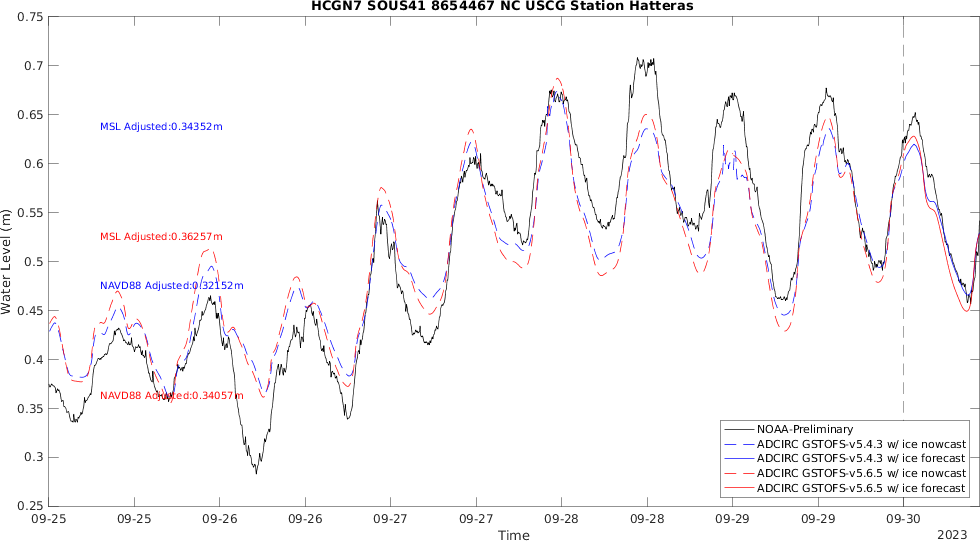 HCGN7 SOUS41 8654467 NC USCG Station Hatteras
0.75
0.7
0.65
0.6
0.55
0.5
0.45
0.4
0.35
0.3
0.25
Water Level (m)
MSL Adjusted:0.34352m
MSL Adjusted:0.36257m
NAVD88 Adjusted:0.32152m
NAVD88 Adjusted:0.34057m
NOAA-Preliminary
ADCIRC GSTOFS-v5.4.3 w/ ice nowcast
ADCIRC GSTOFS-v5.4.3 w/ ice forecast
ADCIRC GSTOFS-v5.6.5 w/ ice nowcast
ADCIRC GSTOFS-v5.6.5 w/ ice forecast
09-25 09-25 09-26 09-26 09-27 09-27 09-28 09-28 09-29 09-29 09-30
Time
2023